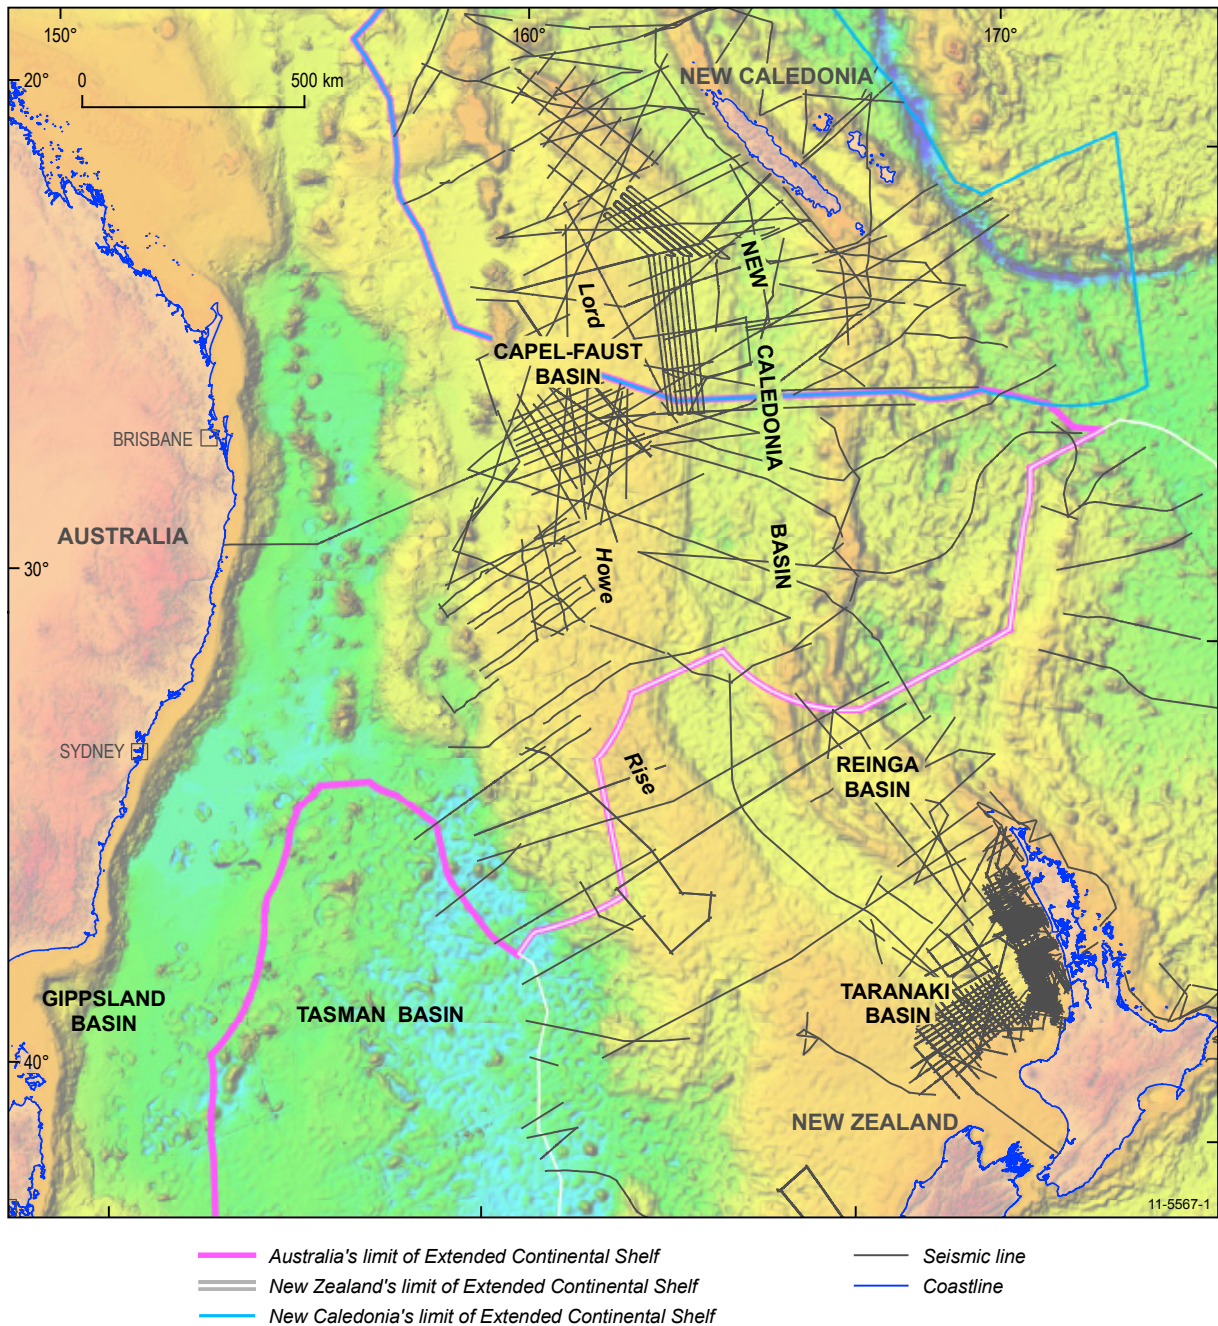 150°
160°
170°
20°
0
500 km
NEW CALEDONIA
NEW
Lord
CAPEL-FAUST
BASIN
CALEDONIA
BRISBANE
AUSTRALIA
BASIN
Howe
30°
SYDNEY
Rise
REINGA
BASIN
GIPPSLAND
BASIN
TASMAN BASIN
TARANAKI
BASIN
40°
NEW ZEALAND
11-5567-1
Australia's limit of Extended Continental Shelf
New Zealand's limit of Extended Continental Shelf
New Caledonia's limit of Extended Continental Shelf
Seismic line
Coastline